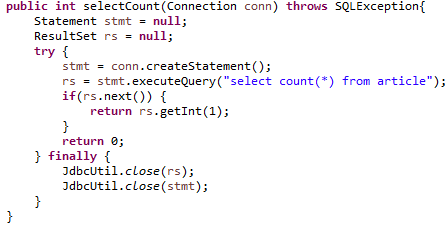 public int selectCount(Connection conn) throws SQLException{
    Statement stmt = null;
    ResultSet rs = null;
    try {
        stmt = conn.createStatement();
        rs = stmt.executeQuery("select count(*) from article");
        if(rs.next()) {
            return rs.getInt(1);
        }
        return 0;
    } finally {
        JdbcUtil.close(rs);
        JdbcUtil.close(stmt);
    }
}